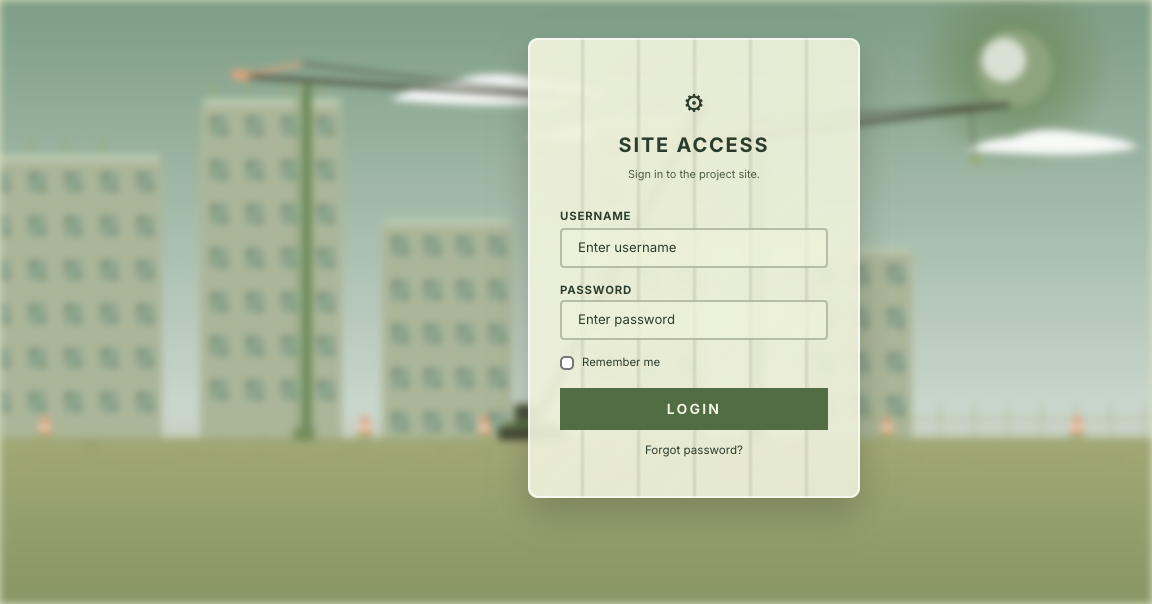 SITE ACCESS
Sign in to the project site.
USERNAME
Enter username
PASSWORD
Enter password
Remember me
LOGIN
Forgot password?